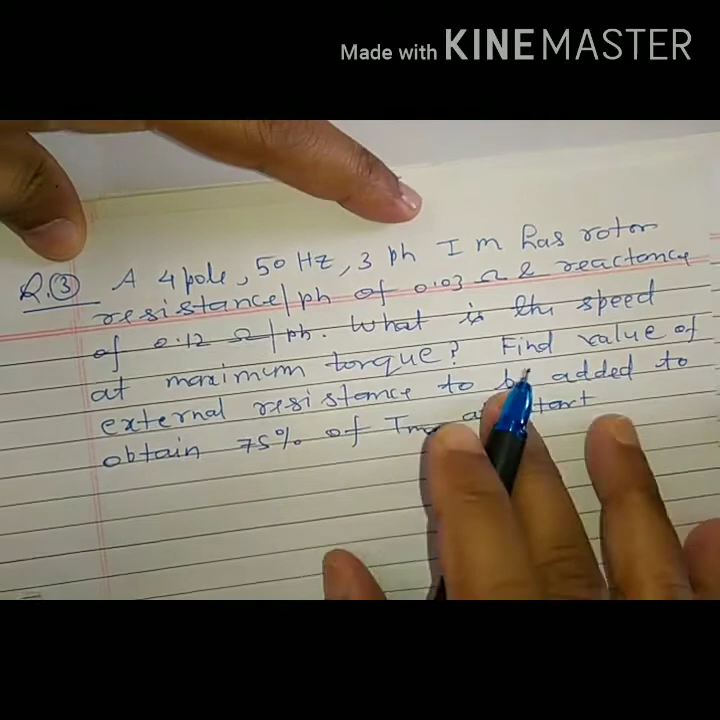 Made with KINEMASTER
Q.③ A 4 pole, 50 Hz, 3 ph I m has rotor
resistance/ph of 0.03 Ω & reactance
of 0.12 Ω/ph. What is the speed
at maximum torque? Find value of
external resistance to be added to
obtain 75% of Tm